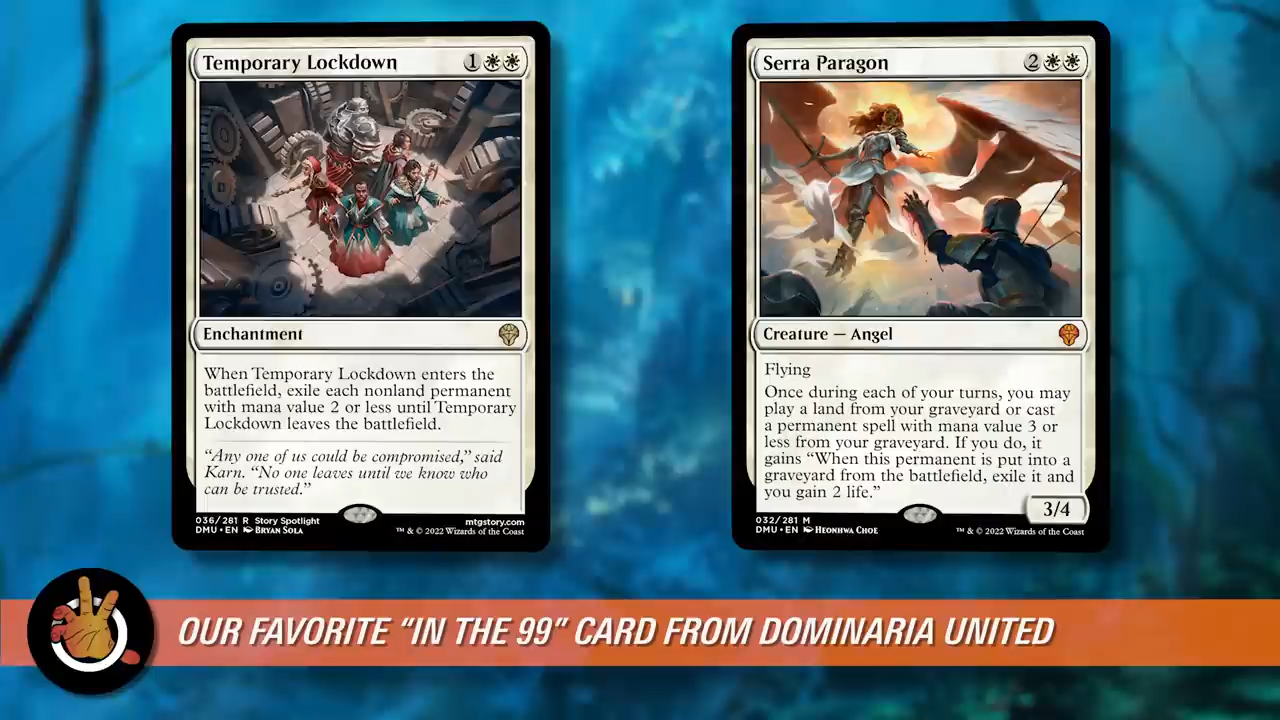 Temporary Lockdown
1
Enchantment
When Temporary Lockdown enters the
battlefield, exile each nonland permanent
with mana value 2 or less until Temporary
Lockdown leaves the battlefield.
“Any one of us could be compromised,” said
Karn. “No one leaves until we know who
can be trusted.”
036/281 R Story Spotlight
mtgstory.com
DMU • EN Bryan Sola
™ & © 2022 Wizards of the Coast
Serra Paragon
2
Creature — Angel
Flying
Once during each of your turns, you may
play a land from your graveyard or cast
a permanent spell with mana value 3 or
less from your graveyard. If you do, it
gains “When this permanent is put into a
graveyard from the battlefield, exile it and
you gain 2 life.”
3/4
032/281 M
DMU • EN Heonhwa Choe
™ & © 2022 Wizards of the Coast
OUR FAVORITE “IN THE 99” CARD FROM DOMINARIA UNITED